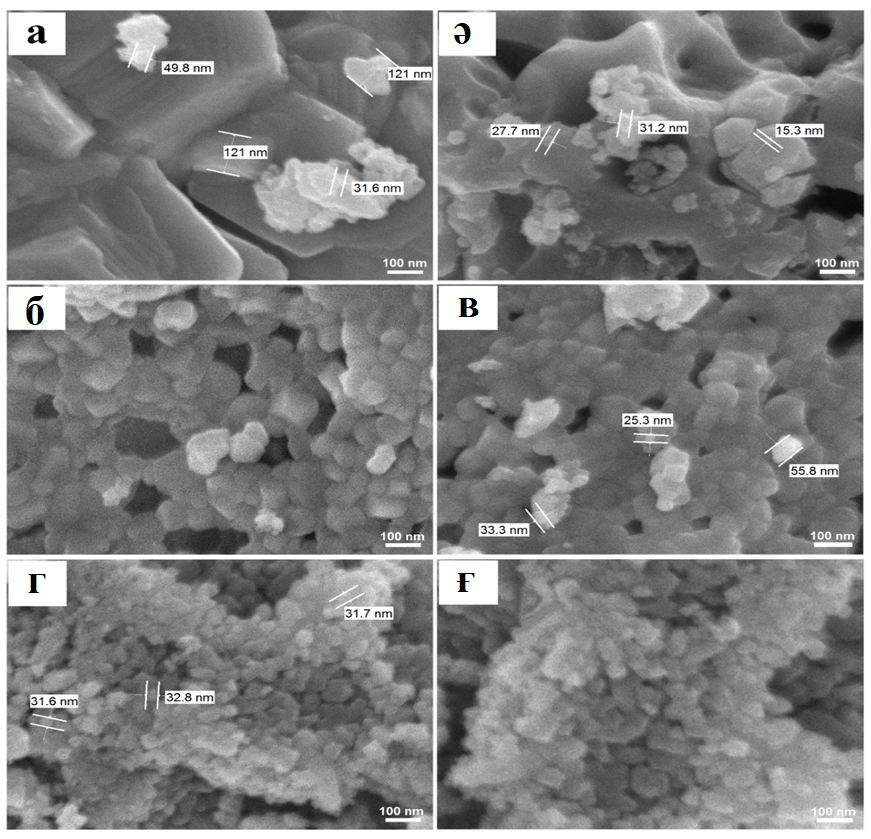 а
49.8 nm
121 nm
121 nm
31.6 nm
100 nm
ә
27.7 nm
31.2 nm
15.3 nm
100 nm
б
100 nm
в
25.3 nm
55.8 nm
33.3 nm
100 nm
г
31.7 nm
31.6 nm
32.8 nm
100 nm
ғ
100 nm